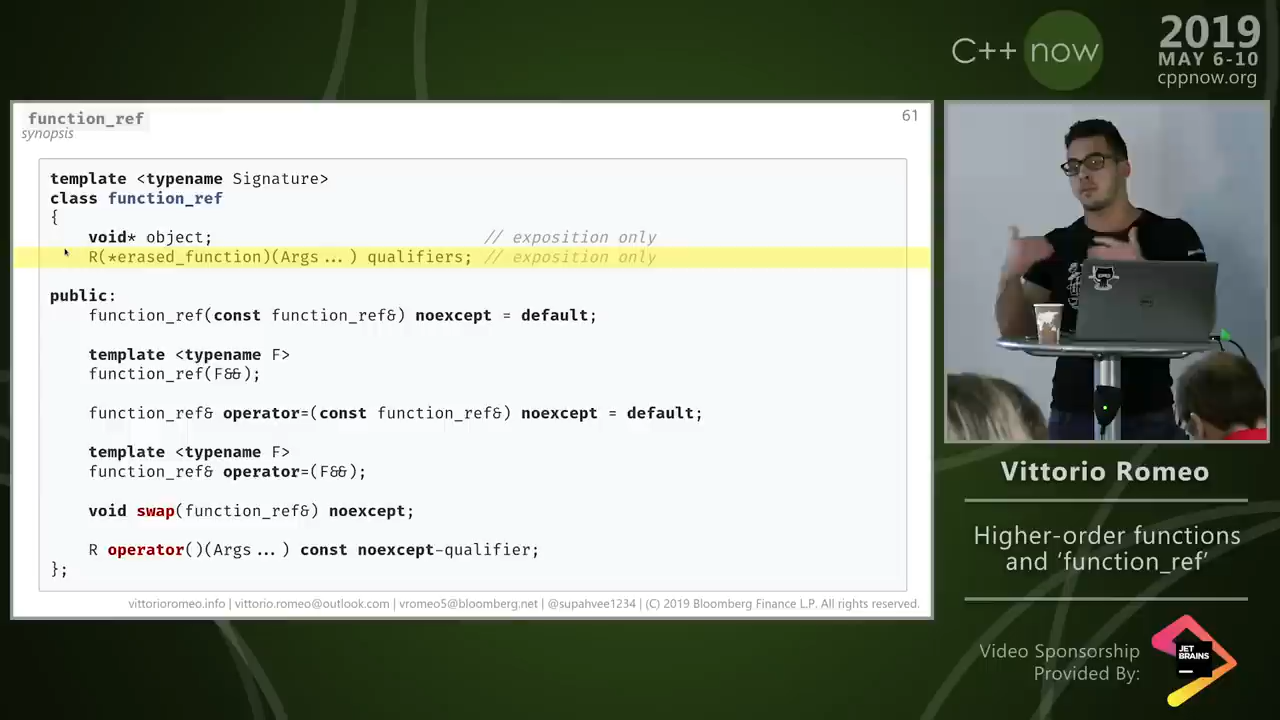 C++ now
2019
MAY 6-10
cppnow.org
function_ref
synopsis
61
template <typename Signature>
class function_ref
{
void* object; // exposition only
R(*erased_function)(Args...) qualifiers; // exposition only
public:
function_ref(const function_ref&) noexcept = default;
template <typename F>
function_ref(F&&);
function_ref& operator=(const function_ref&) noexcept = default;
template <typename F>
function_ref& operator=(F&&);
void swap(function_ref&) noexcept;
R operator()(Args...) const noexcept-qualifier;
};
vittorioromeo.info | vittorio.romeo@outlook.com | vromeo5@bloomberg.net | @supahvee1234 | (C) 2019 Bloomberg Finance L.P. All rights reserved.
Vittorio Romeo
Higher-order functions
and ‘function_ref’
Video Sponsorship
Provided By:
JET
BRAINS